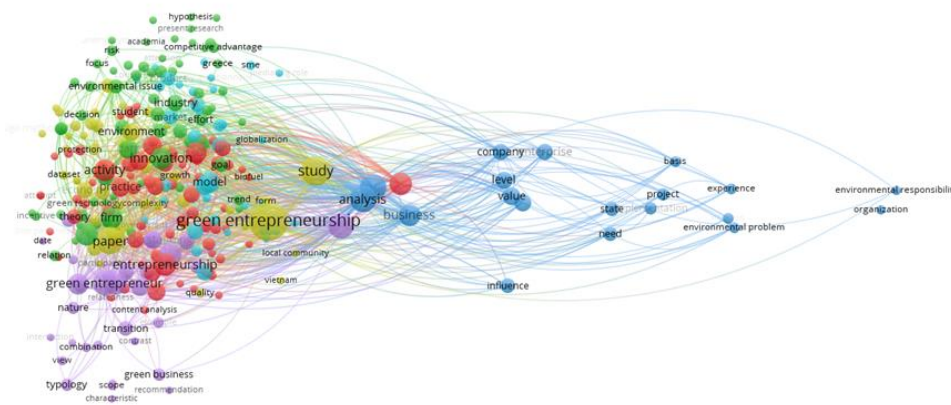 hypothesis
present research
academia
risk
competitive advantage
focus
greece
sme
environmental issue
industry
decision
student
market
effort
environment
globalization
protection
innovation
goal
dataset
activity
growth
biofuel
study
practice
model
green technology
complexity
trend
form
incentive
theory
firm
green entrepreneurship
analysis
business
date
paper
relation
local community
entrepreneurship
green entrepreneur
vietnam
quality
nature
content analysis
transition
contrast
combination
view
green business
typology
scope
recommendation
characteristic
company
enterprise
level
value
basis
project
experience
state
need
environmental problem
influence
environmental responsibili
organization